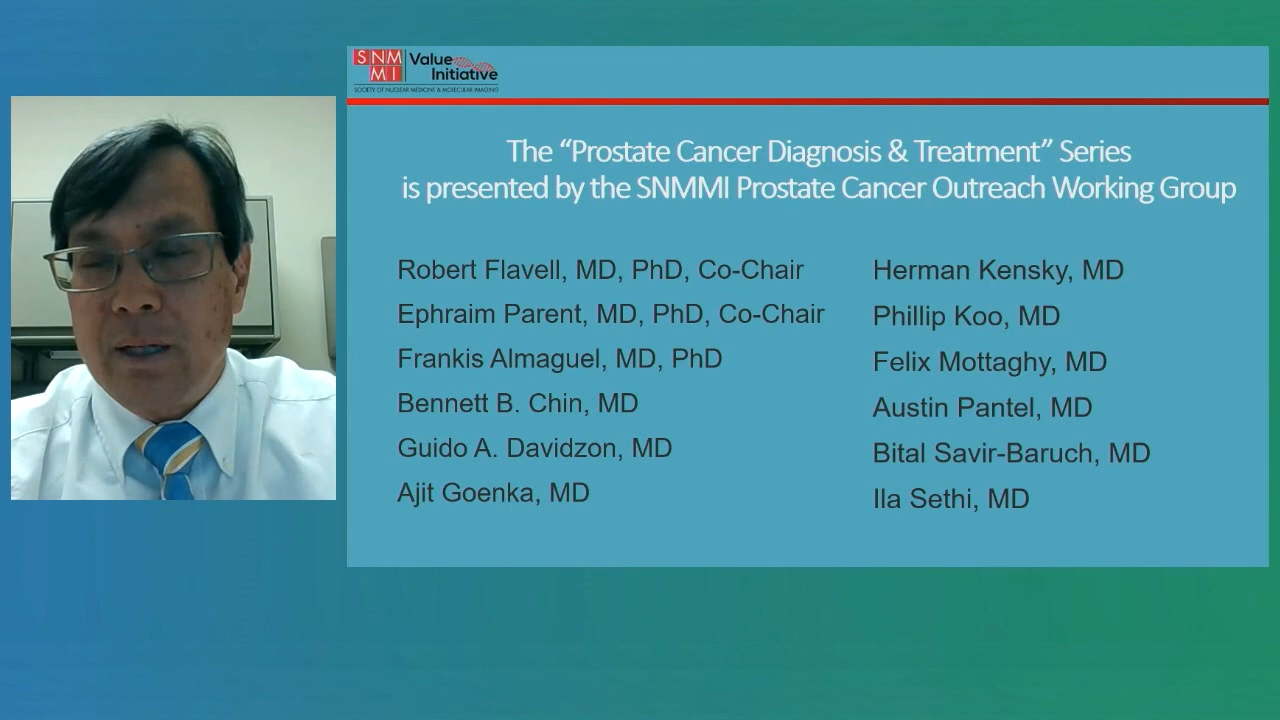 SNM
MI
Value
Initiative
SOCIETY OF NUCLEAR MEDICINE & MOLECULAR IMAGING
The “Prostate Cancer Diagnosis & Treatment” Series
is presented by the SNMMI Prostate Cancer Outreach Working Group
Robert Flavell, MD, PhD, Co-Chair
Ephraim Parent, MD, PhD, Co-Chair
Frankis Almaguel, MD, PhD
Bennett B. Chin, MD
Guido A. Davidzon, MD
Ajit Goenka, MD
Herman Kensky, MD
Phillip Koo, MD
Felix Mottaghy, MD
Austin Pantel, MD
Bital Savir-Baruch, MD
Ila Sethi, MD